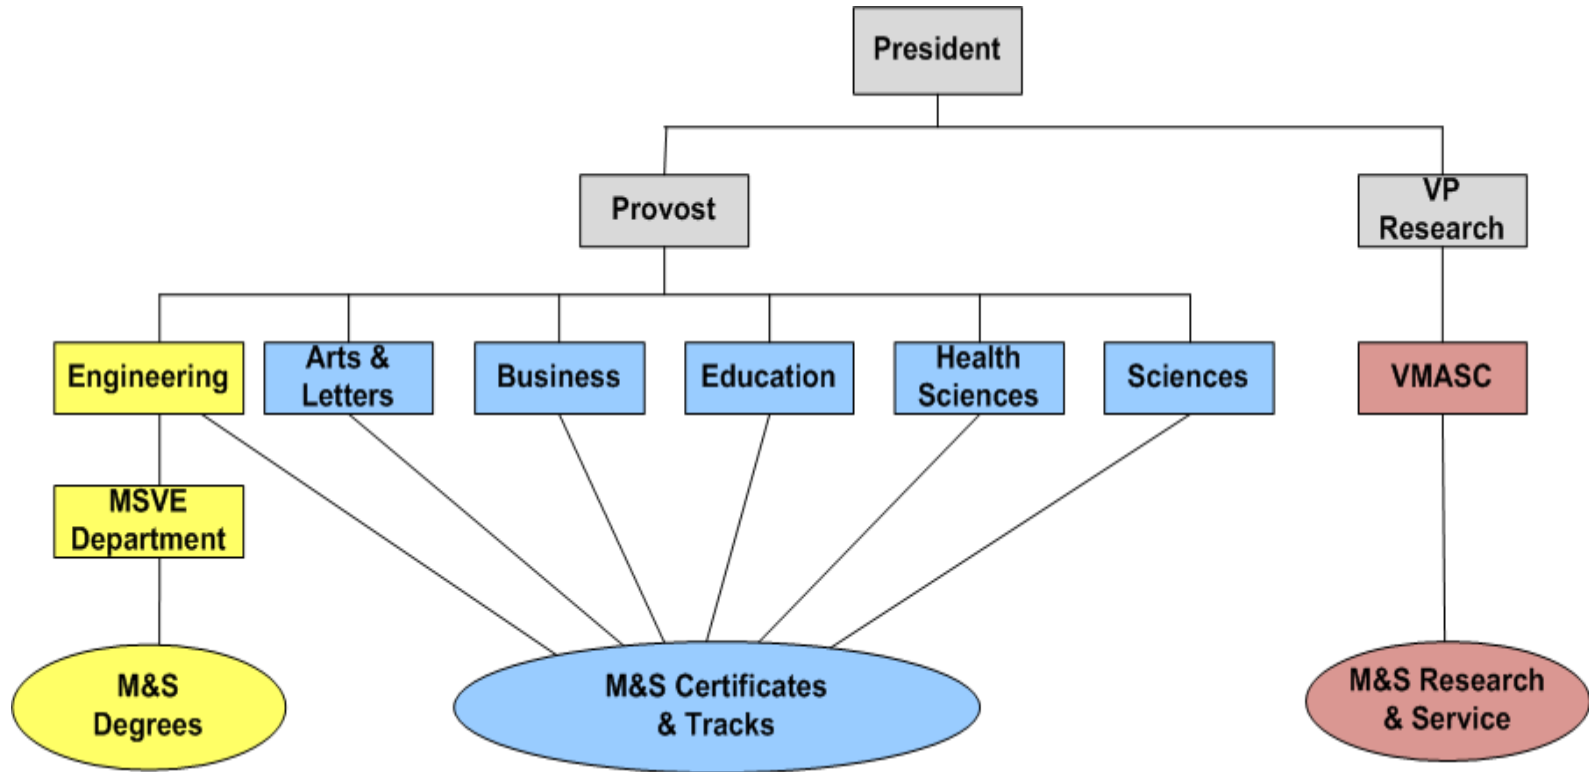 President
Provost
VP
Research
Engineering
Arts &
Letters
Business
Education
Health
Sciences
Sciences
VMASC
MSVE
Department
M&S
Degrees
M&S Certificates
& Tracks
M&S Research
& Service